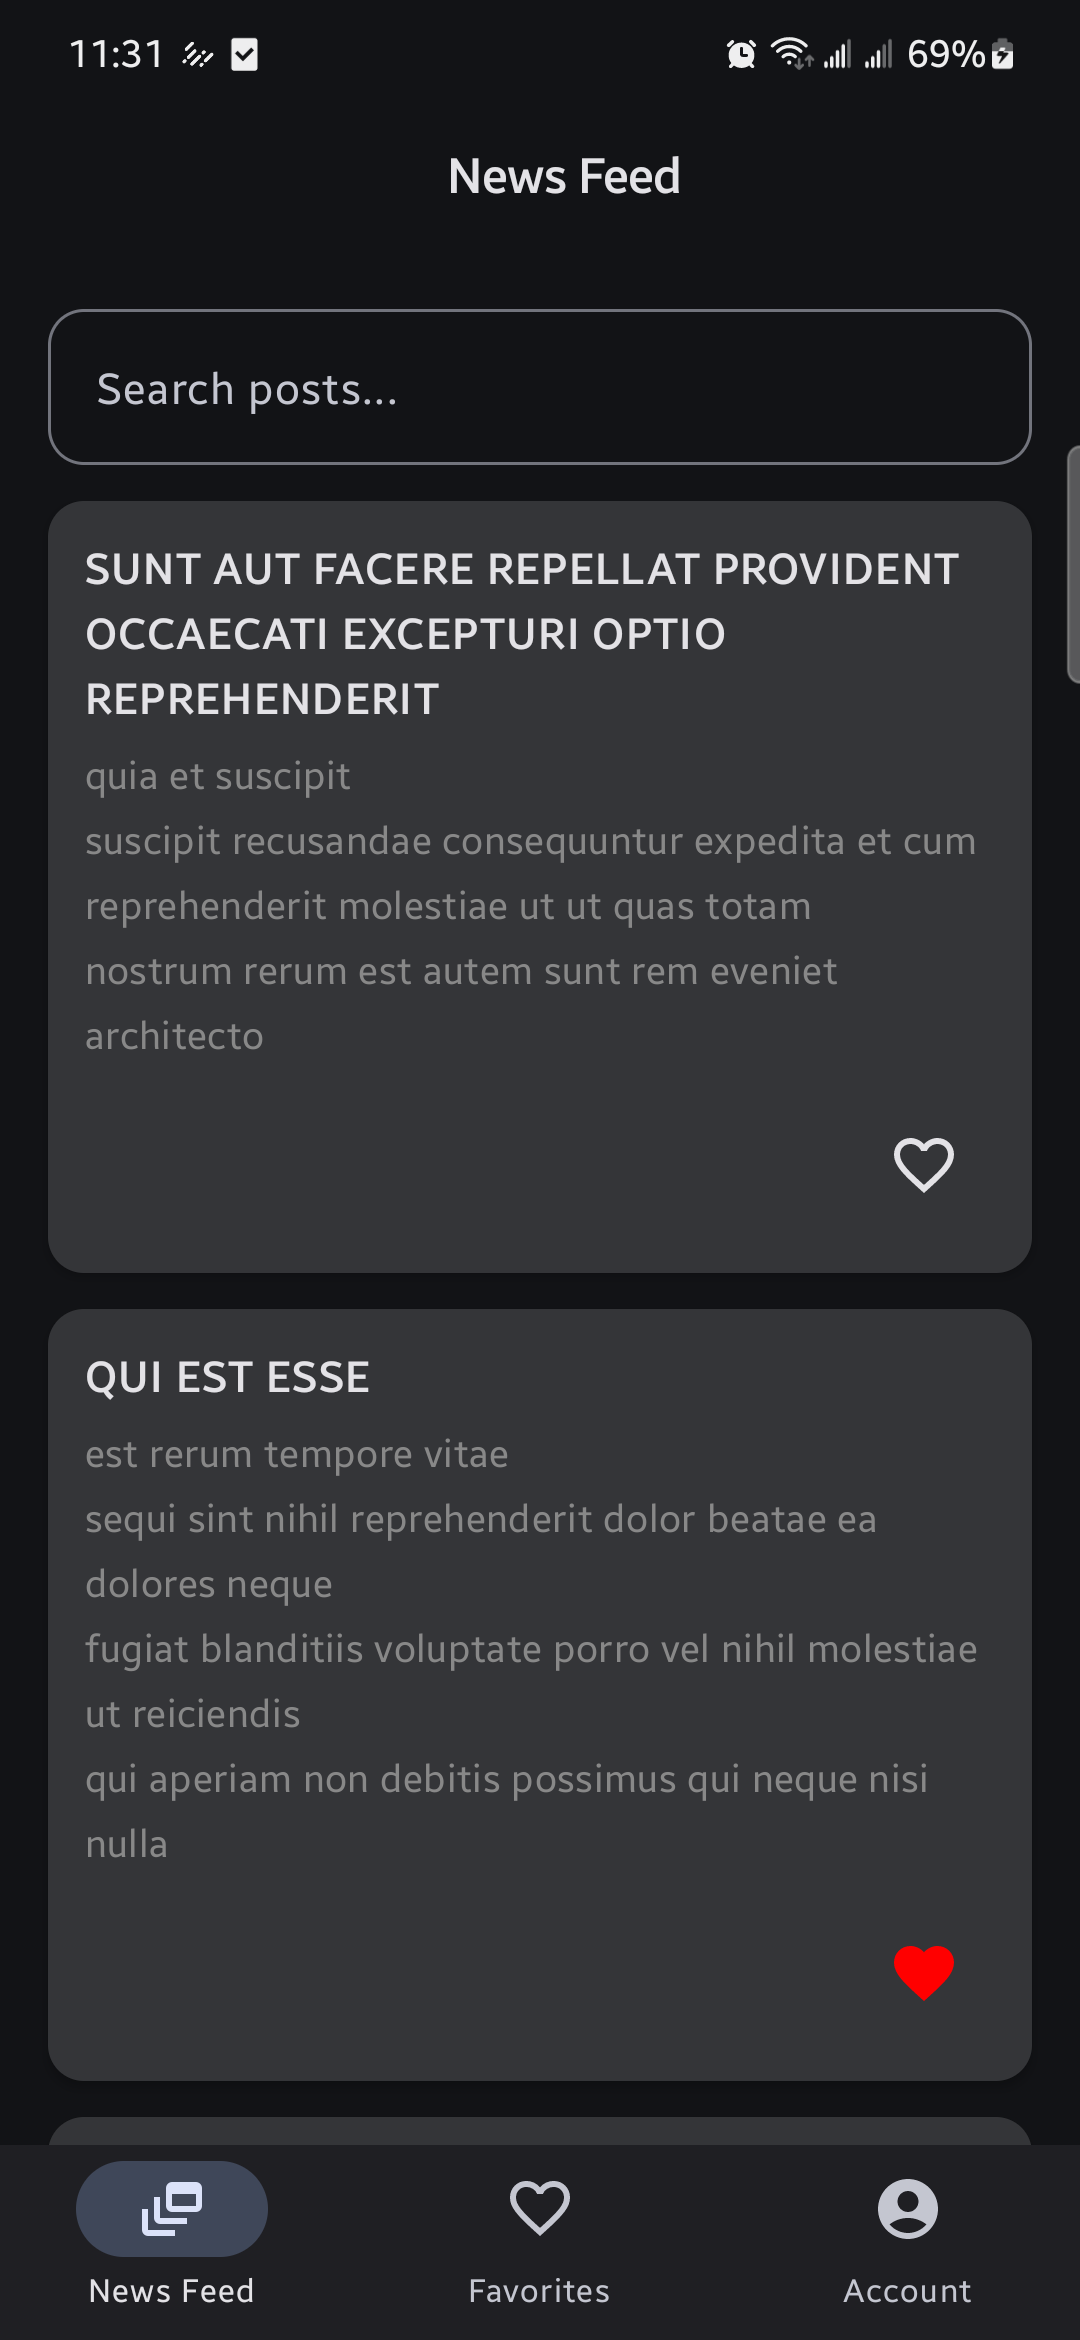 11:31
69%
News Feed
Search posts...
SUNT AUT FACERE REPELLAT PROVIDENT
OCCAECATI EXCEPTURI OPTIO
REPREHENDERIT
quia et suscipit
suscipit recusandae consequuntur expedita et cum
reprehenderit molestiae ut ut quas totam
nostrum rerum est autem sunt rem eveniet
architecto
QUI EST ESSE
est rerum tempore vitae
sequi sint nihil reprehenderit dolor beatae ea
dolores neque
fugiat blanditiis voluptate porro vel nihil molestiae
ut reiciendis
qui aperiam non debitis possimus qui neque nisi
nulla
News Feed
Favorites
Account